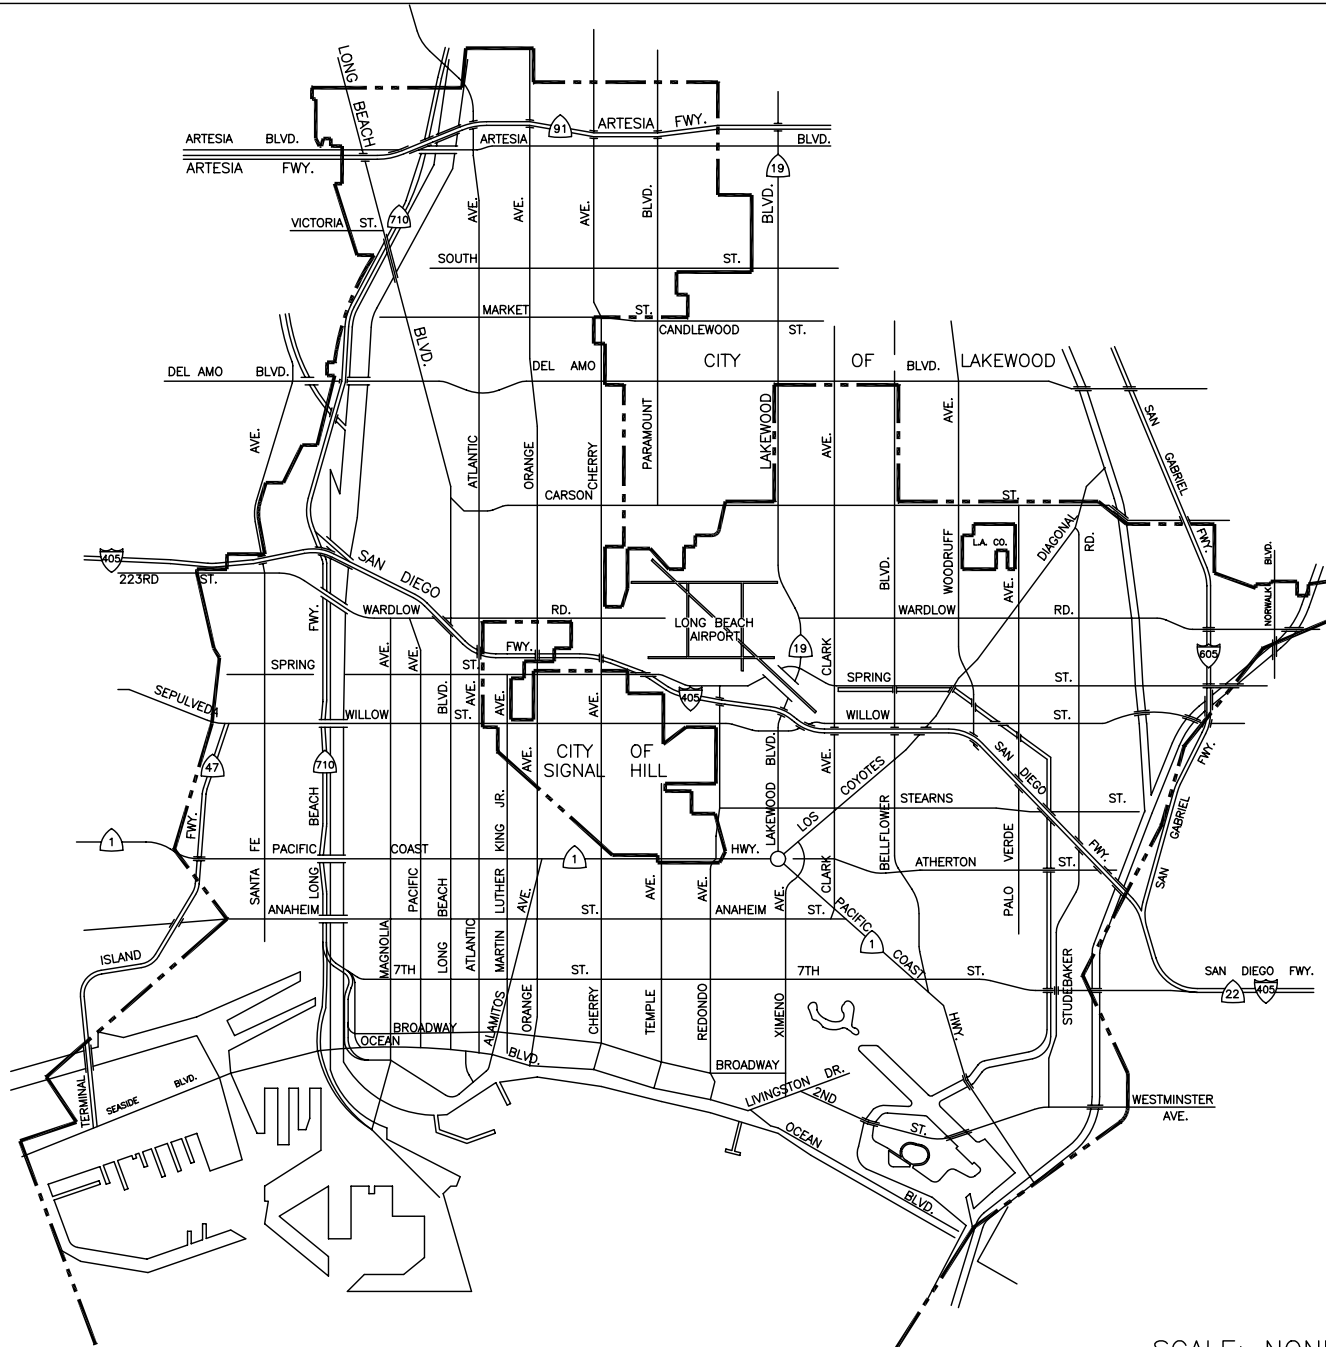 LONG BEACH
ARTESIA BLVD.
ARTESIA FWY.
91
ARTESIA FWY.
ARTESIA
BLVD.
19
710
VICTORIA ST.
AVE.
AVE.
AVE.
BLVD.
BLVD.
SOUTH ST.
MARKET ST.
CANDLEWOOD ST.
BLVD.
CITY OF LAKEWOOD
DEL AMO BLVD.
DEL AMO
BLVD.
AVE.
ATLANTIC
ORANGE
CHERRY
PARAMOUNT
LAKEWOOD
AVE.
AVE.
SAN GABRIEL FWY.
CARSON
ST.
L.A. CO.
WOODRUFF
AVE.
DIAGONAL
RD.
NORWALK BLVD.
405
223RD ST.
SAN DIEGO
FWY.
WARDLOW RD.
LONG BEACH
AIRPORT
WARDLOW RD.
BLVD.
CLARK
19
605
FWY.
AVE.
AVE.
SPRING ST.
SPRING ST.
405
SEPULVEDA
WILLOW ST.
BLVD.
AVE.
AVE.
AVE.
AVE.
WILLOW ST.
47
710
CITY OF
SIGNAL HILL
BLVD.
AVE.
SAN DIEGO FWY.
FWY.
SAN GABRIEL
FWY.
BEACH
LONG
LOS COYOTES
STEARNS ST.
LAKEWOOD
BELLFLOWER
1
PACIFIC COAST
1
HWY.
ATHERTON ST.
SANTA FE
PACIFIC
LONG BEACH
ATLANTIC
MARTIN LUTHER KING JR.
AVE.
AVE.
AVE.
AVE.
CLARK
PALO VERDE
ANAHEIM ST.
ANAHEIM ST.
PACIFIC
1
COAST
HWY.
ISLAND
MAGNOLIA
7TH ST.
7TH ST.
STUDEBAKER
SAN DIEGO FWY.
22
405
ALAMITOS
ORANGE
CHERRY
TEMPLE
REDONDO
XIMENO
BROADWAY
OCEAN
BLVD.
BROADWAY
LIVINGSTON DR.
2ND
ST.
TERMINAL
SEASIDE BLVD.
OCEAN
BLVD.
WESTMINSTER
AVE.